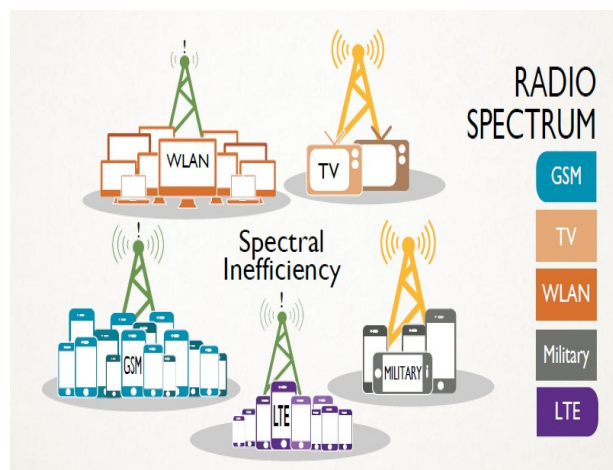 RADIO
SPECTRUM
WLAN
TV
GSM
TV
WLAN
Military
LTE
Spectral
Inefficiency
GSM
LTE
MILITARY
!
!
!